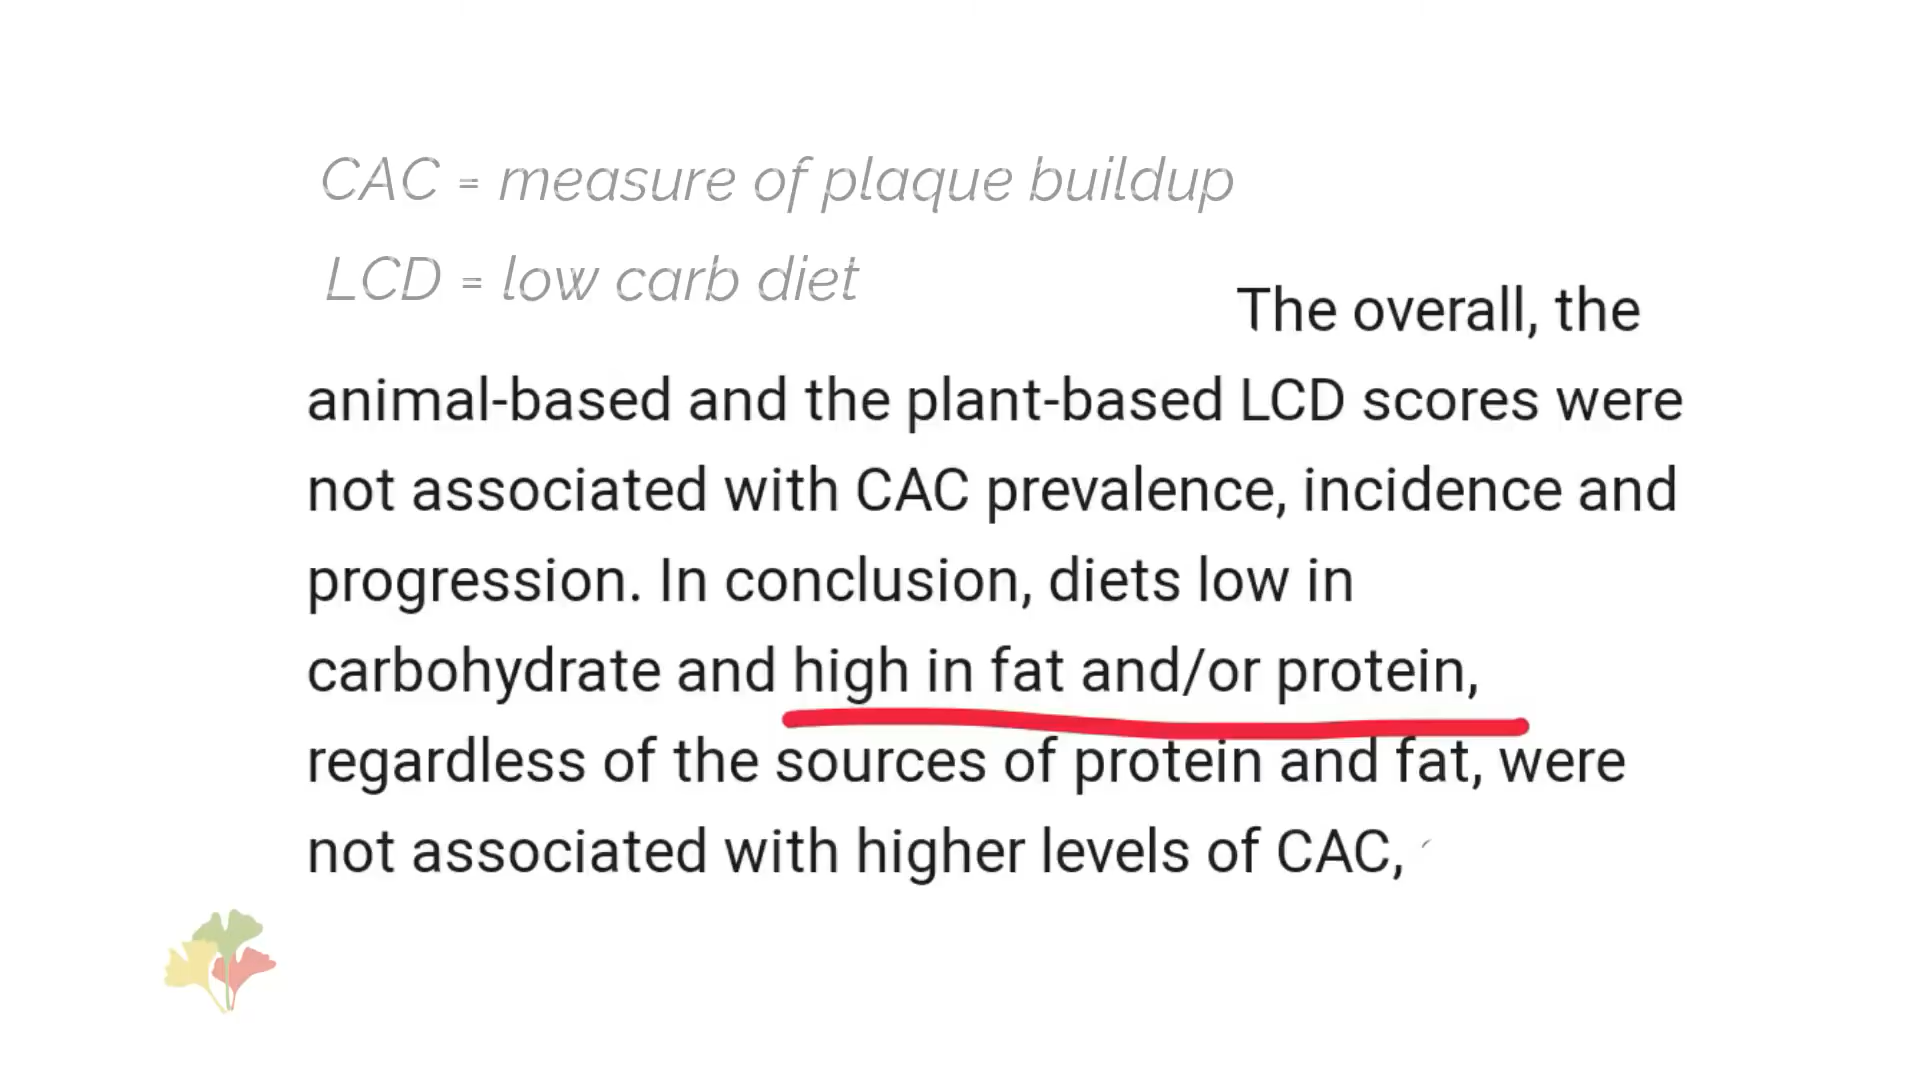 CAC = measure of plaque buildup
LCD = low carb diet
The overall, the
animal-based and the plant-based LCD scores were
not associated with CAC prevalence, incidence and
progression. In conclusion, diets low in
carbohydrate and high in fat and/or protein,
regardless of the sources of protein and fat, were
not associated with higher levels of CAC,